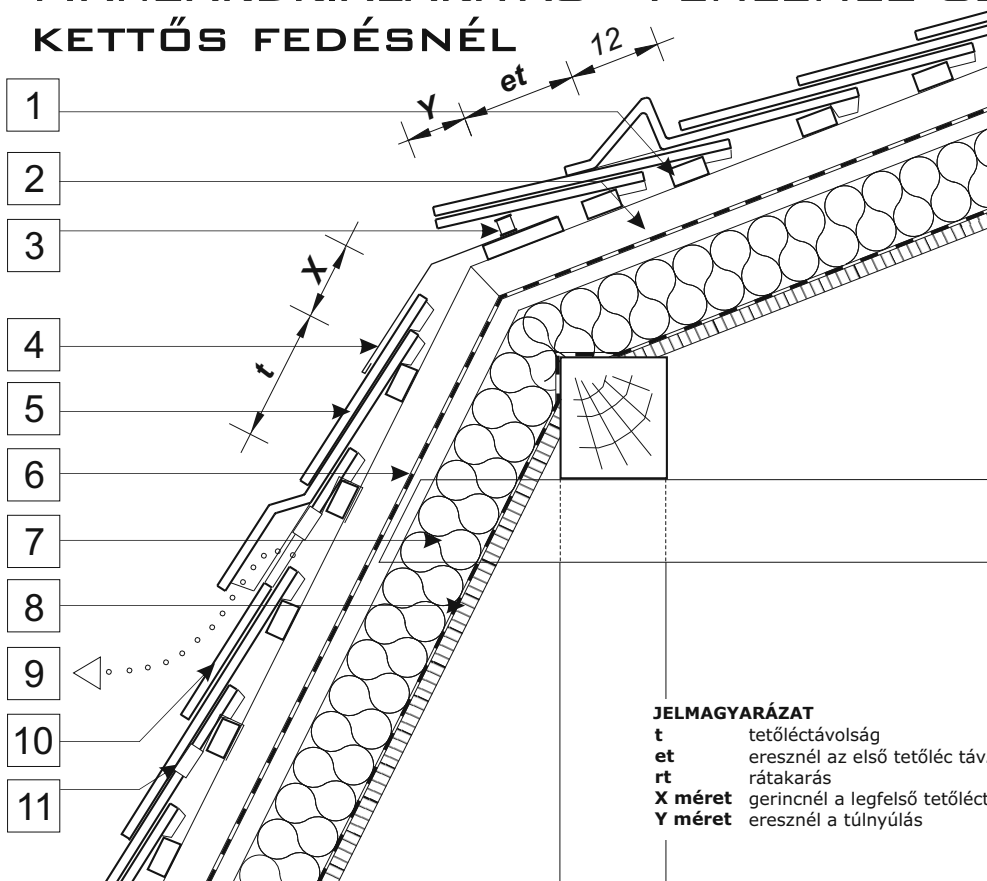 KETTŐS FEDÉSNÉL
12
et
Y
1
2
3
X
4
t
5
6
7
8
9
10
11
JELMAGYARÁZAT
t tetőléctávolság
et eresznél az első tetőléc táv.
rt rátakarás
X méret gerincnél a legfelső
Y méret eresznél a túlnyúlás